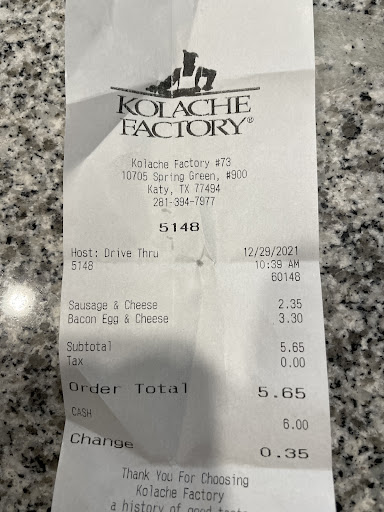 KOLACHE
FACTORY®
Kolache Factory #73
10705 Spring Green, #900
Katy, TX 77494
281-394-7977
5148
Host: Drive Thru 12/29/2021
5148 10:39 AM
60148
Sausage & Cheese 2.35
Bacon Egg & Cheese 3.30
Subtotal 5.65
Tax 0.00
Order Total 5.65
CASH 6.00
Change 0.35
Thank You For Choosing
Kolache Factory
a history of good